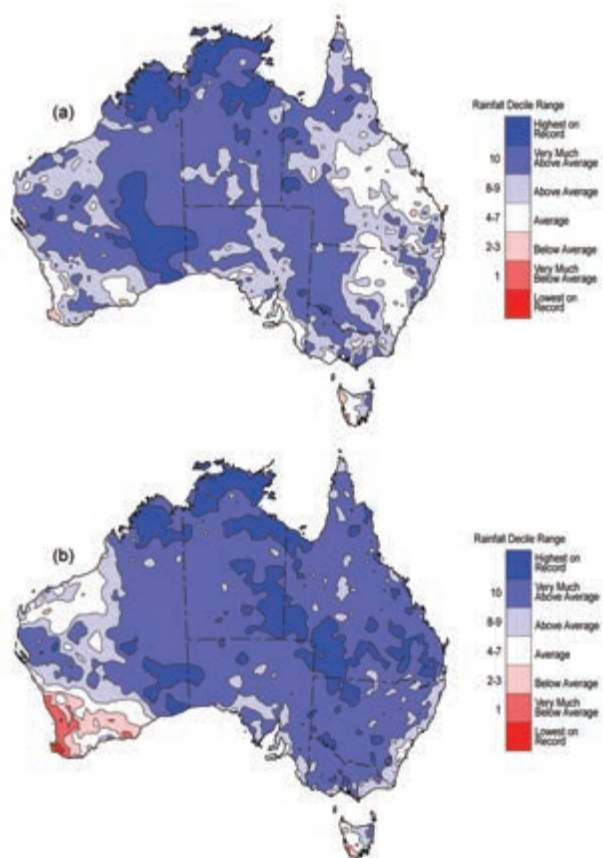 (a)
Rainfall Decile Range
Highest on
Record
10
Very Much
Above Average
8-9
Above Average
4-7
Average
2-3
Below Average
1
Very Much
Below Average
Lowest on
Record
(b)
Rainfall Decile Range
Highest on
Record
10
Very Much
Above Average
8-9
Above Average
4-7
Average
2-3
Below Average
1
Very Much
Below Average
Lowest on
Record